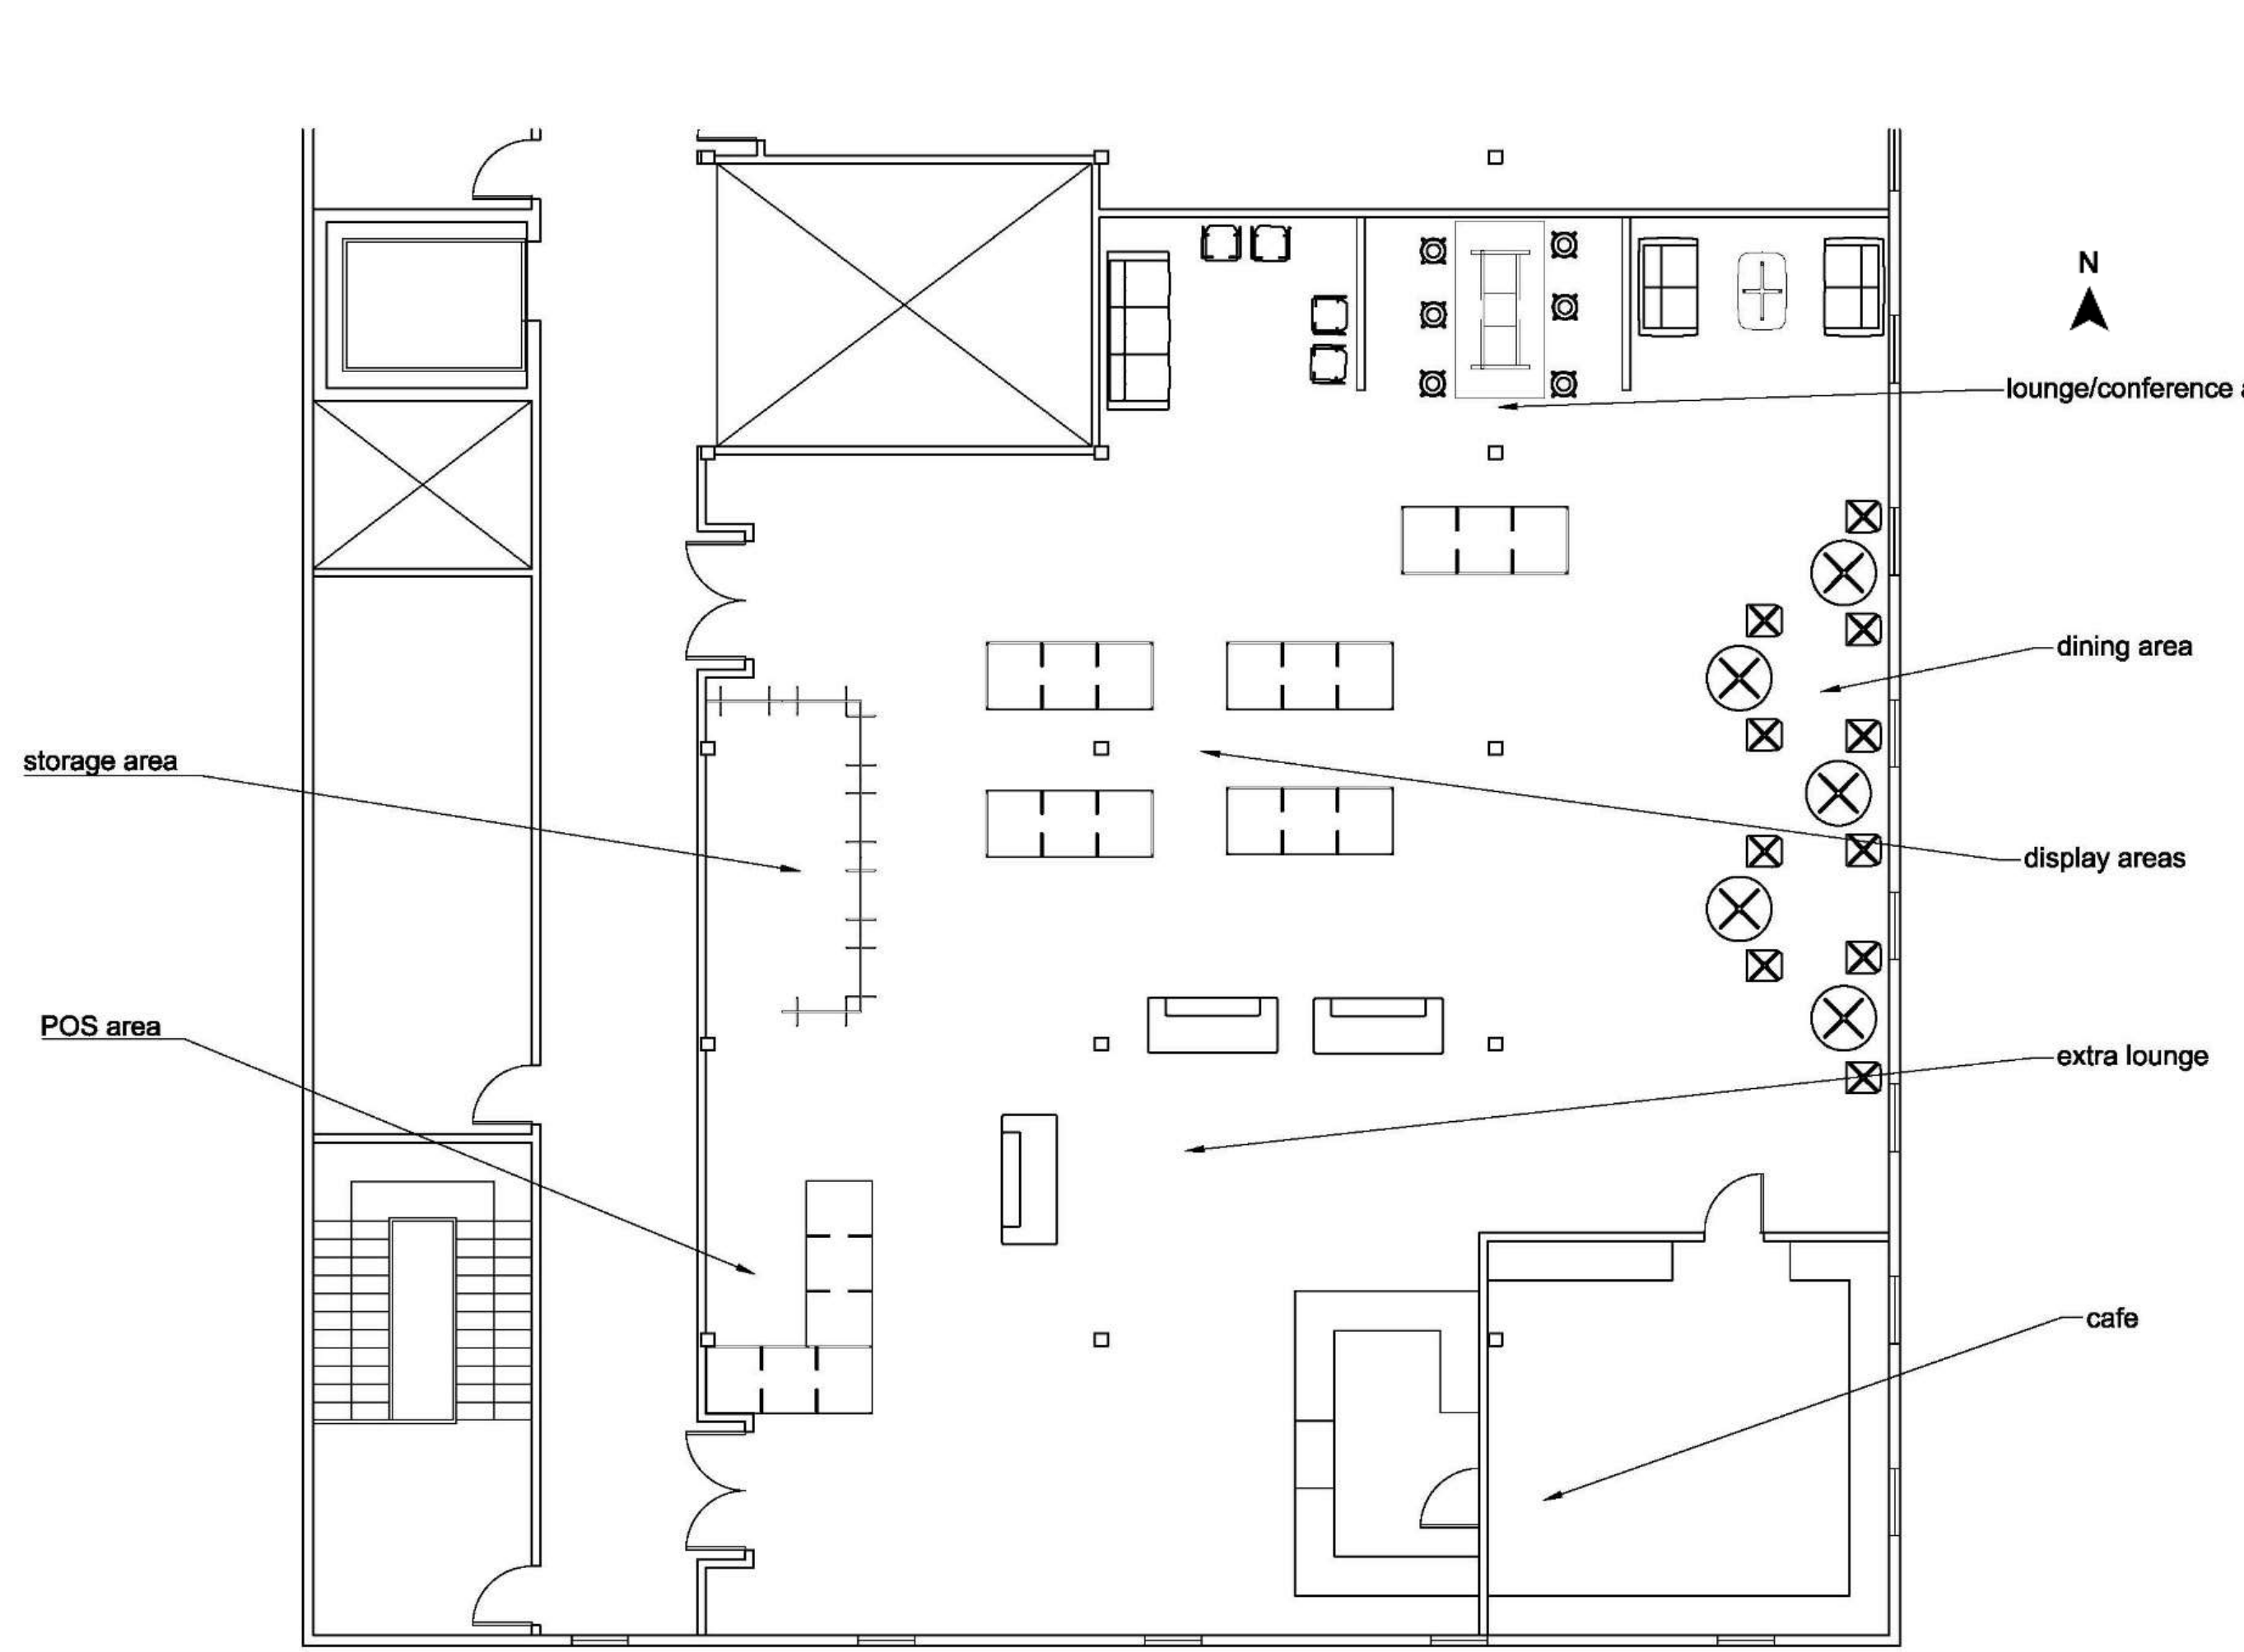 N
lounge/conference
dining area
storage area
display areas
POS area
extra lounge
cafe